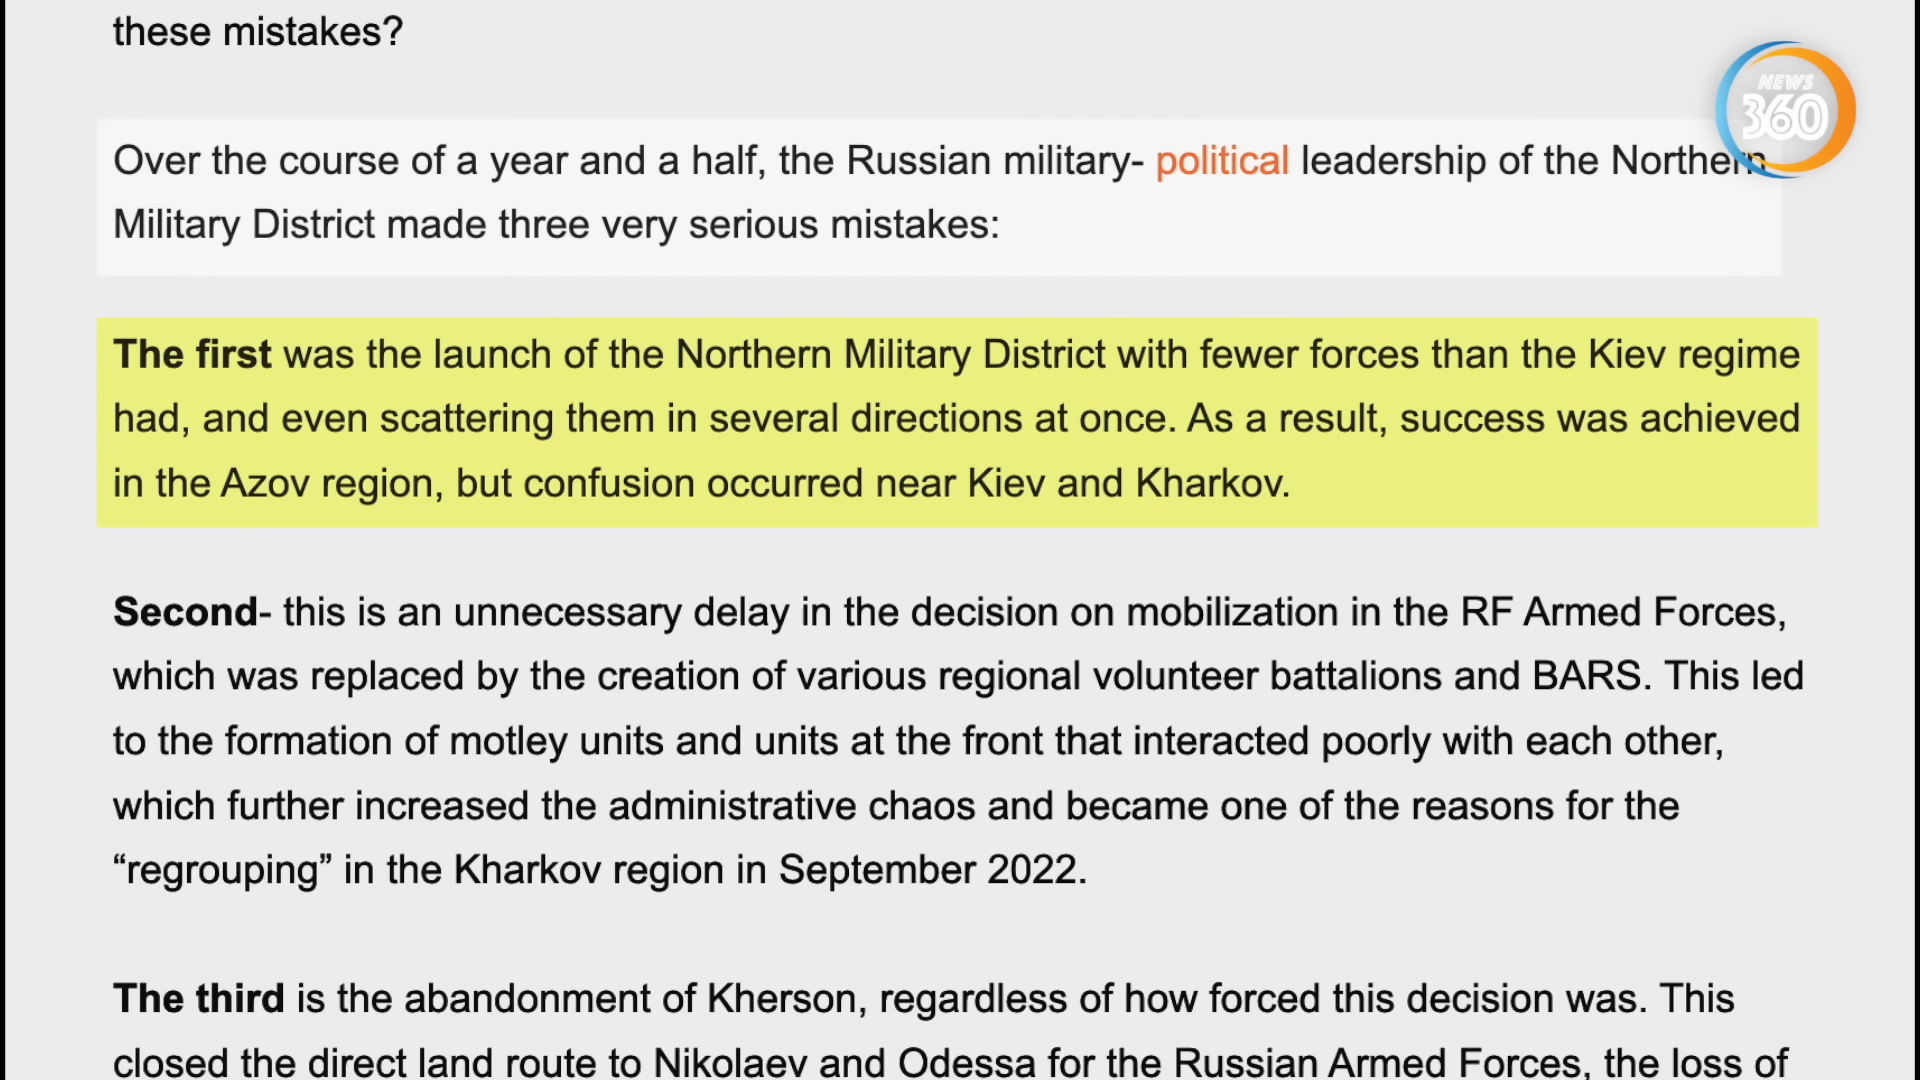 these mistakes?
NEWS
360
Over the course of a year and a half, the Russian military- political leadership of the Northern
Military District made three very serious mistakes:
The first was the launch of the Northern Military District with fewer forces than the Kiev regime
had, and even scattering them in several directions at once. As a result, success was achieved
in the Azov region, but confusion occurred near Kiev and Kharkov.
Second- this is an unnecessary delay in the decision on mobilization in the RF Armed Forces,
which was replaced by the creation of various regional volunteer battalions and BARS. This led
to the formation of motley units and units at the front that interacted poorly with each other,
which further increased the administrative chaos and became one of the reasons for the
“regrouping” in the Kharkov region in September 2022.
The third is the abandonment of Kherson, regardless of how forced this decision was. This
closed the direct land route to Nikolaev and Odessa for the Russian Armed Forces, the loss of